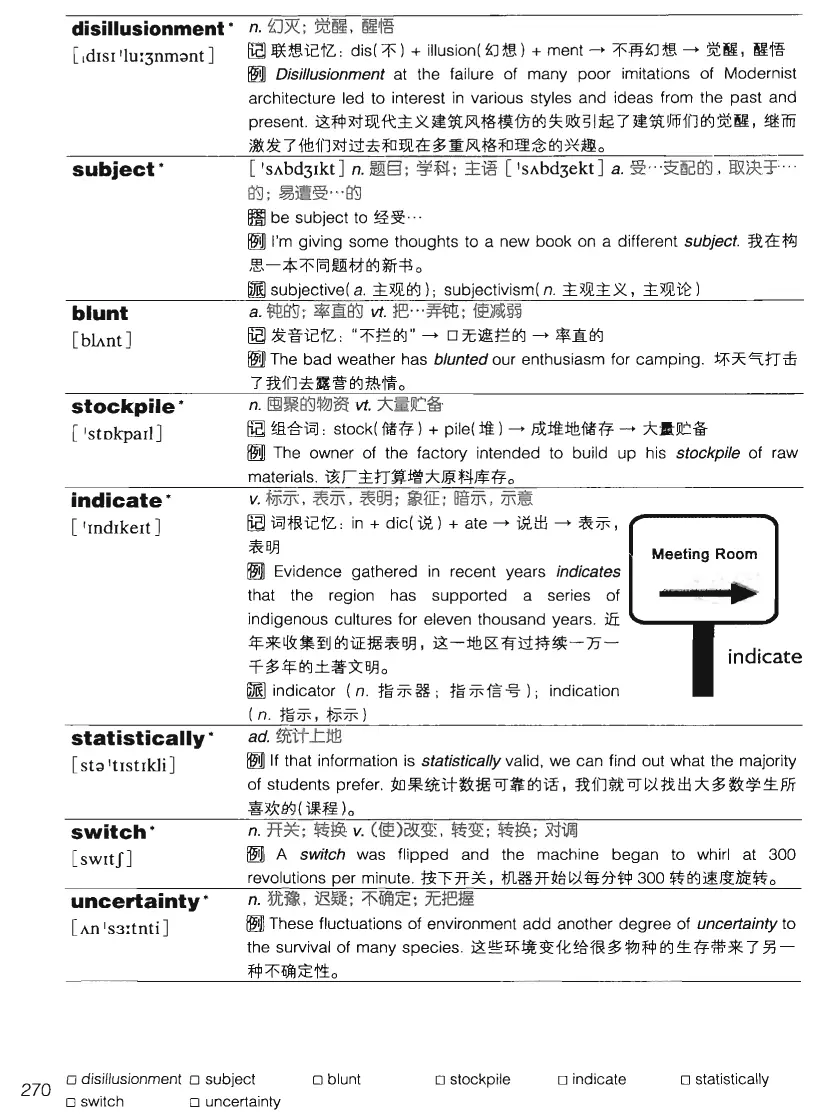 disillusionment* n. 幻灭；觉醒，醒悟
[ˌdɪsɪˈluːʒnmənt] 记 联想记忆：dis(不) + illusion(幻想) + ment → 不再幻想 → 觉醒，醒悟
例 Disillusionment at the failure of many poor imitations of Modernist
architecture led to interest in various styles and ideas from the past and
present. 这种对现代主义建筑风格模仿的失败引起了建筑师们的觉醒，继而
激发了他们对过去和现在多重风格和理念的兴趣。
subject* [ˈsʌbdʒɪkt] n. 题目；学科；主语 [ˈsʌbdʒekt] a. 受…支配的，取决于…
的；易遭受…的
搭 be subject to 经受…
例 I'm giving some thoughts to a new book on a different subject. 我在构
思一本不同题材的新书。
派 subjective(a. 主观的)；subjectivism(n. 主观主义，主观论)
blunt a. 钝的；率直的 vt. 把…弄钝；使减弱
[blʌnt] 记 发音记忆：“不拦的” → 口无遮拦的 → 率直的
例 The bad weather has blunted our enthusiasm for camping. 坏天气打击
了我们去露营的热情。
stockpile* n. 囤聚的物资 vt. 大量贮备
[ˈstɒkpaɪl] 记 组合词：stock(储存) + pile(堆) → 成堆地储存 → 大量贮备
例 The owner of the factory intended to build up his stockpile of raw
materials. 该厂主打算增大原料库存。
indicate* v. 标示，表示，表明；象征；暗示，示意
[ˈɪndɪkeɪt] 记 词根记忆：in + dic(说) + ate → 说出 → 表示，
表明
例 Evidence gathered in recent years indicates
that the region has supported a series of
indigenous cultures for eleven thousand years. 近
年来收集到的证据表明，这一地区有过持续一万一
千多年的土著文明。
派 indicator (n. 指示器；指示信号)；indication
(n. 指示，标示)
Meeting Room
indicate
statistically* ad. 统计上地
[stəˈtɪstɪkli] 例 If that information is statistically valid, we can find out what the majority
of students prefer. 如果统计数据可靠的话，我们就可以找出大多数学生所
喜欢的(课程)。
switch* n. 开关；转换 v. (使)改变，转变；转换；对调
[swɪtʃ] 例 A switch was flipped and the machine began to whirl at 300
revolutions per minute. 按下开关，机器开始以每分钟 300 转的速度旋转。
uncertainty* n. 犹豫，迟疑；不确定；无把握
[ʌnˈsɜːtnti] 例 These fluctuations of environment add another degree of uncertainty to
the survival of many species. 这些环境变化给很多物种的生存带来了另一
种不确定性。
270 □ disillusionment □ subject □ blunt □ stockpile □ indicate □ statistically
□ switch □ uncertainty